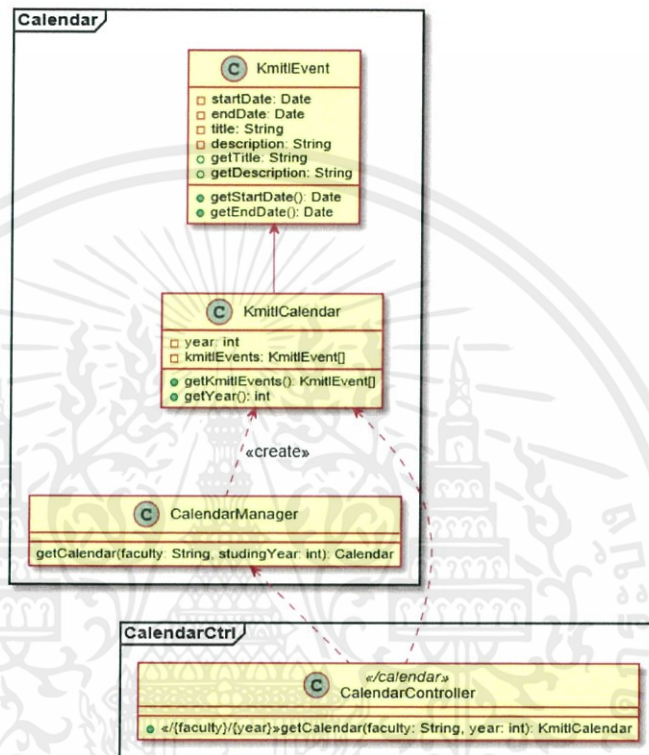 Calendar
C KmitlEvent
startDate: Date
endDate: Date
title: String
description: String
getTitle: String
getDescription: String
getStartDate(): Date
getEndDate(): Date
C KmitlCalendar
year: int
kmitlEvents: KmitlEvent[]
getKmitlEvents(): KmitlEvent[]
getYear(): int
«create»
C CalendarManager
getCalendar(faculty: String, studingYear: int): Calendar
CalendarCtrl
«/calendar»
C CalendarController
«/{faculty}/{year}»getCalendar(faculty: String, year: int): KmitlCalendar